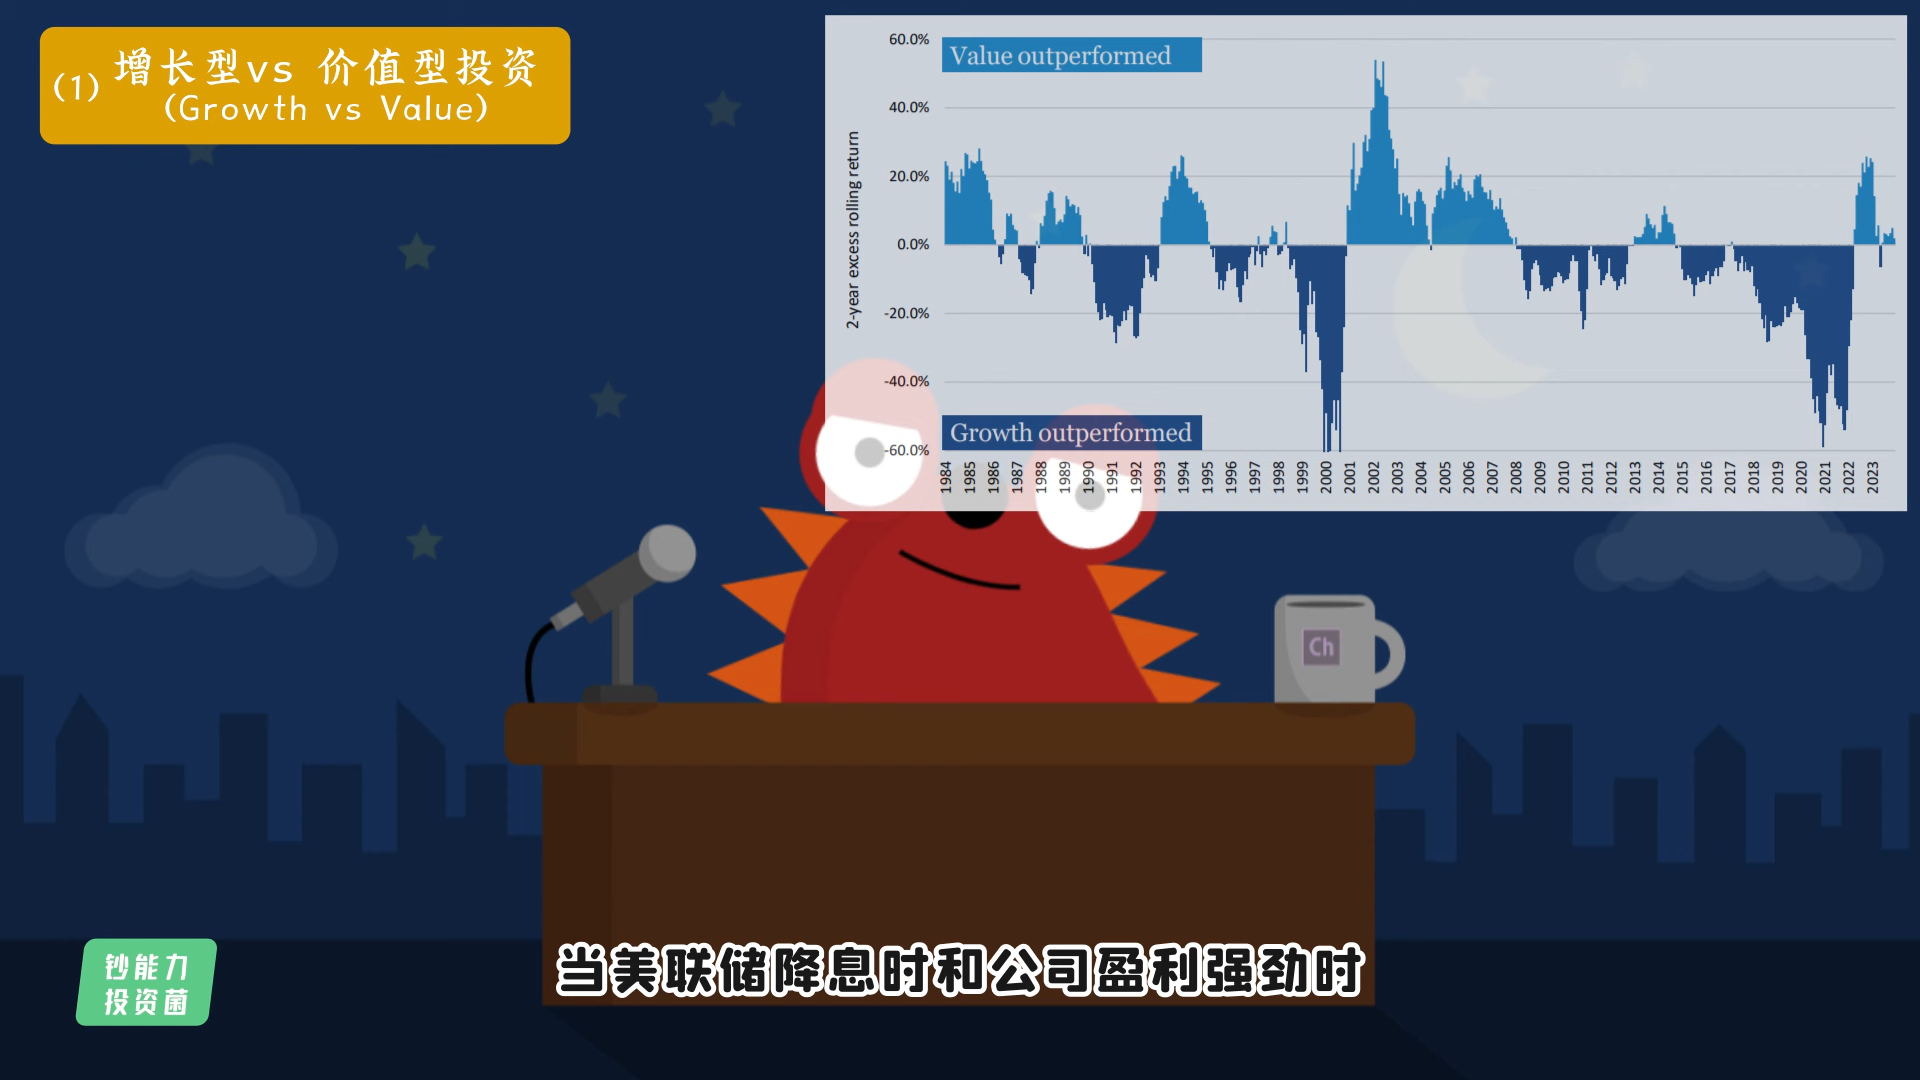 (1) 增长型vs 价值型投资
(Growth vs Value)
60.0%
Value outperformed
40.0%
20.0%
0.0%
-20.0%
-40.0%
-60.0%
2-year excess rolling return
Growth outperformed
1984 1985 1986 1987 1988 1989 1990 1991 1992 1993 1994 1995 1996 1997 1998 1999 2000 2001 2002 2003 2004 2005 2006 2007 2008 2009 2010 2011 2012 2013 2014 2015 2016 2017 2018 2019 2020 2021 2022 2023
Ch
钞能力
投资菌
当美联储降息时和公司盈利强劲时